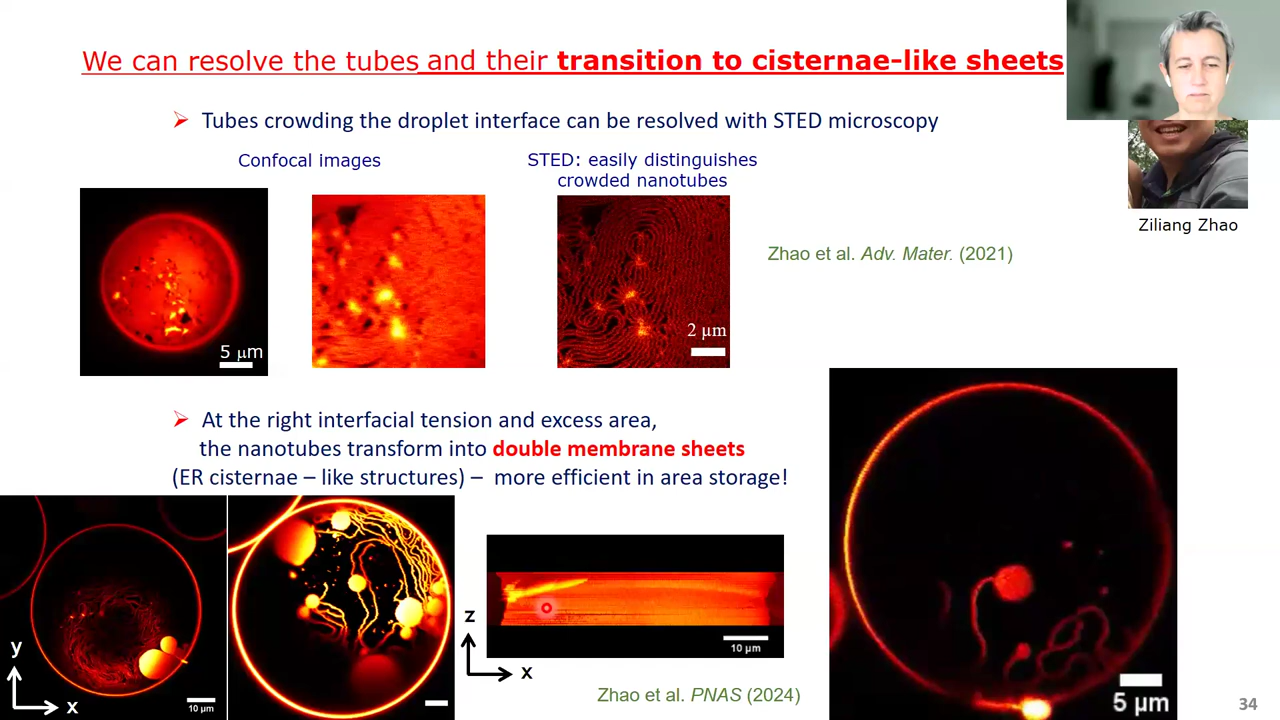 We can resolve the tubes and their transition to cisternae-like sheets
➢ Tubes crowding the droplet interface can be resolved with STED microscopy
Confocal images
STED: easily distinguishes
crowded nanotubes
Ziliang Zhao
Zhao et al. Adv. Mater. (2021)
5 μm
2 μm
➢ At the right interfacial tension and excess area,
the nanotubes transform into double membrane sheets
(ER cisternae – like structures) – more efficient in area storage!
y
x
10 μm
z
x
10 μm
Zhao et al. PNAS (2024)
5 μm
34